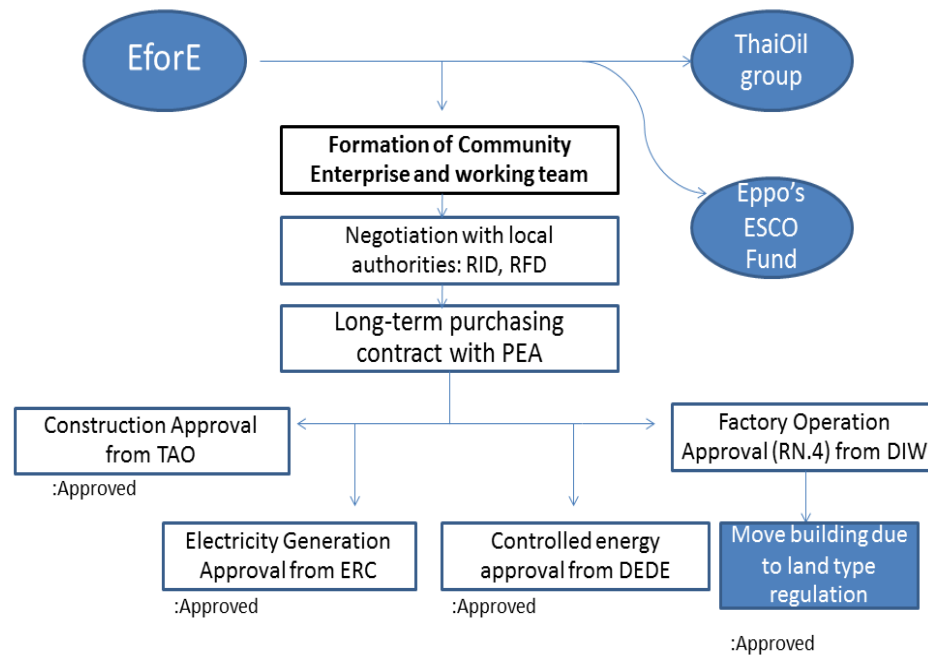 EforE
ThaiOil
group
Formation of Community
Enterprise and working team
Eppo's
ESCO
Fund
Negotiation with local
authorities: RID, RFD
Long-term purchasing
contract with PEA
Construction Approval
from TAO
:Approved
Factory Operation
Approval (RN.4) from DIW
Electricity Generation
Approval from ERC
:Approved
Controlled energy
approval from DEDE
:Approved
Move building due
to land type
regulation
:Approved